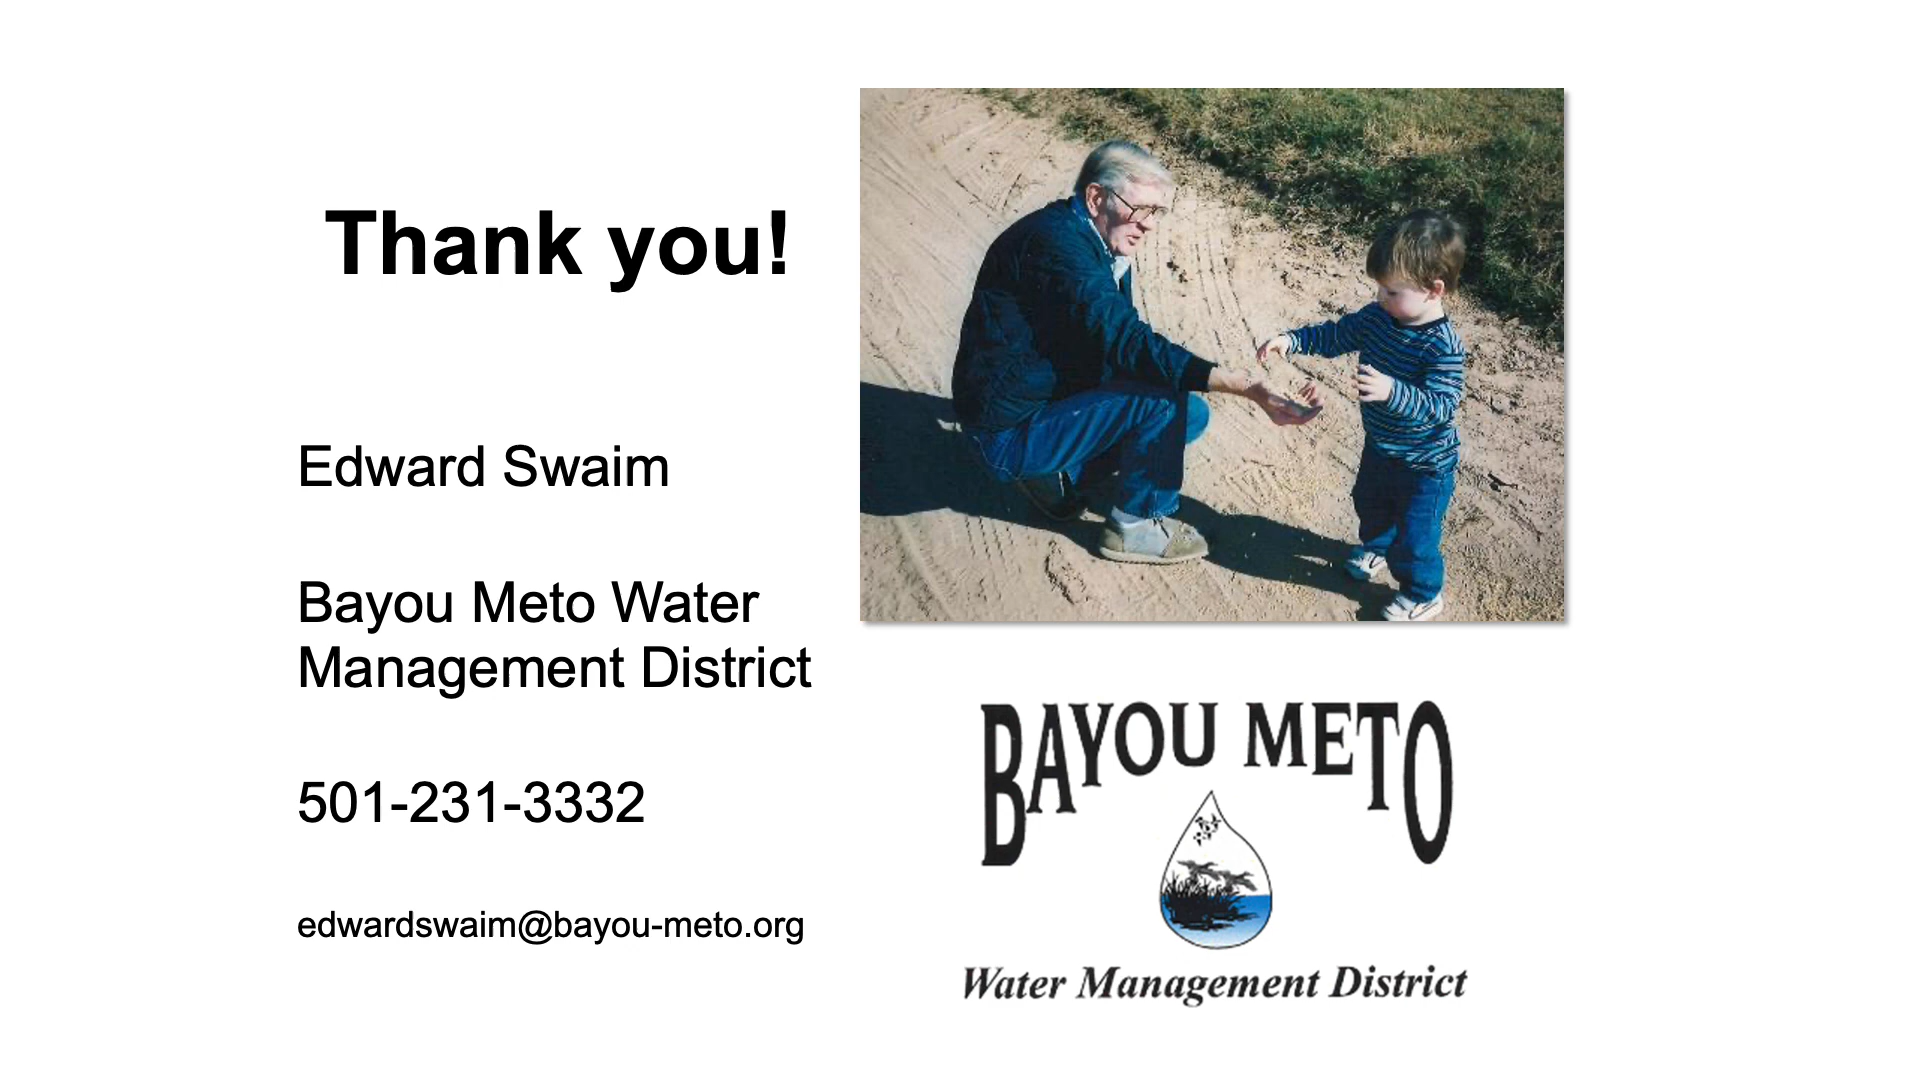 Thank you!
Edward Swaim
Bayou Meto Water
Management District
501-231-3332
edwardswaim@bayou-meto.org
BAYOU METO
Water Management District